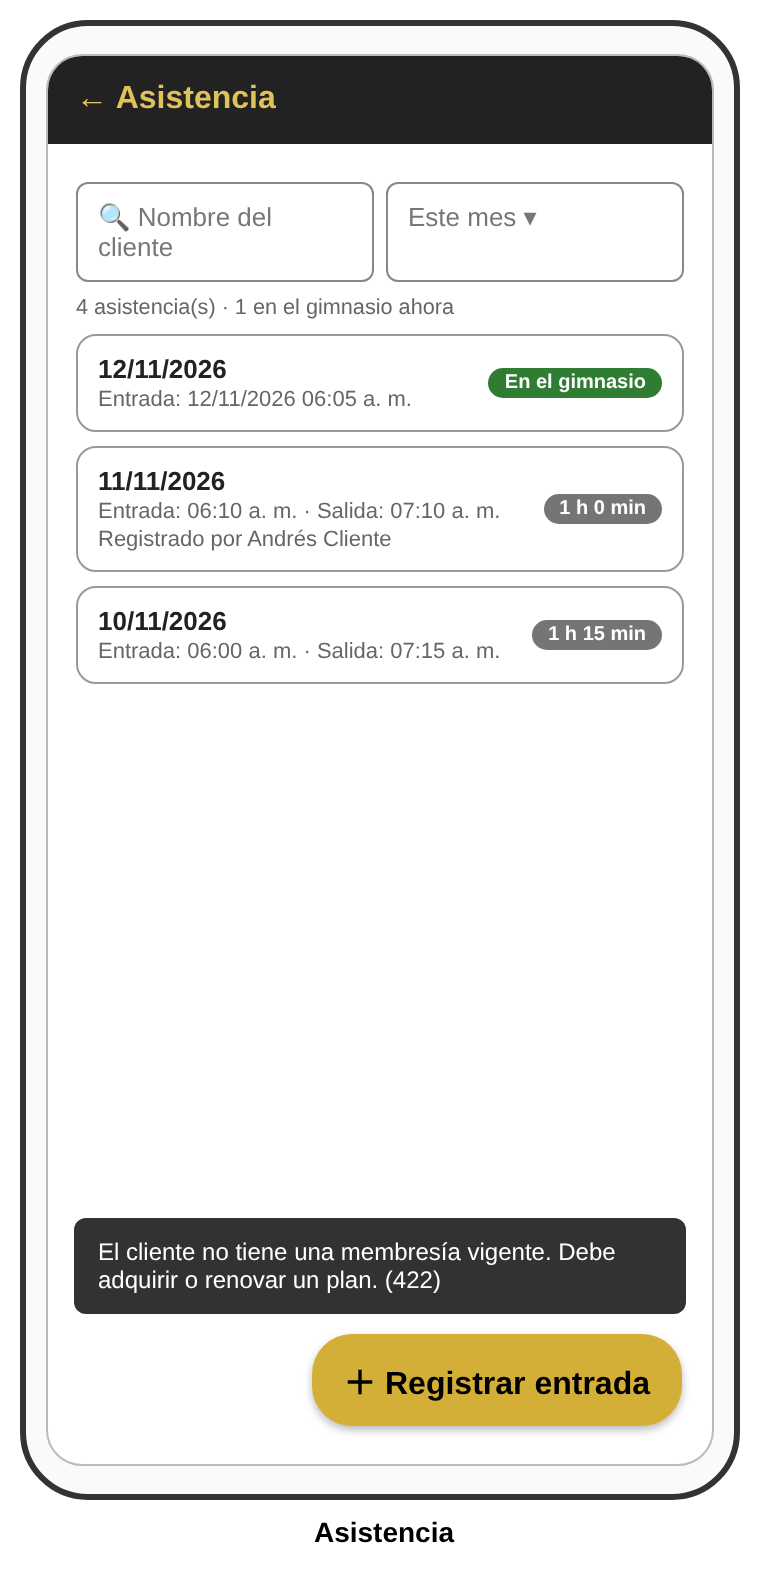 ← Asistencia
🔍 Nombre del
cliente
Este mes ▾
4 asistencia(s) · 1 en el gimnasio ahora
12/11/2026
Entrada: 12/11/2026 06:05 a. m.
En el gimnasio
11/11/2026
Entrada: 06:10 a. m. · Salida: 07:10 a. m.
Registrado por Andrés Cliente
1 h 0 min
10/11/2026
Entrada: 06:00 a. m. · Salida: 07:15 a. m.
1 h 15 min
El cliente no tiene una membresía vigente. Debe
adquirir o renovar un plan. (422)
+ Registrar entrada
Asistencia